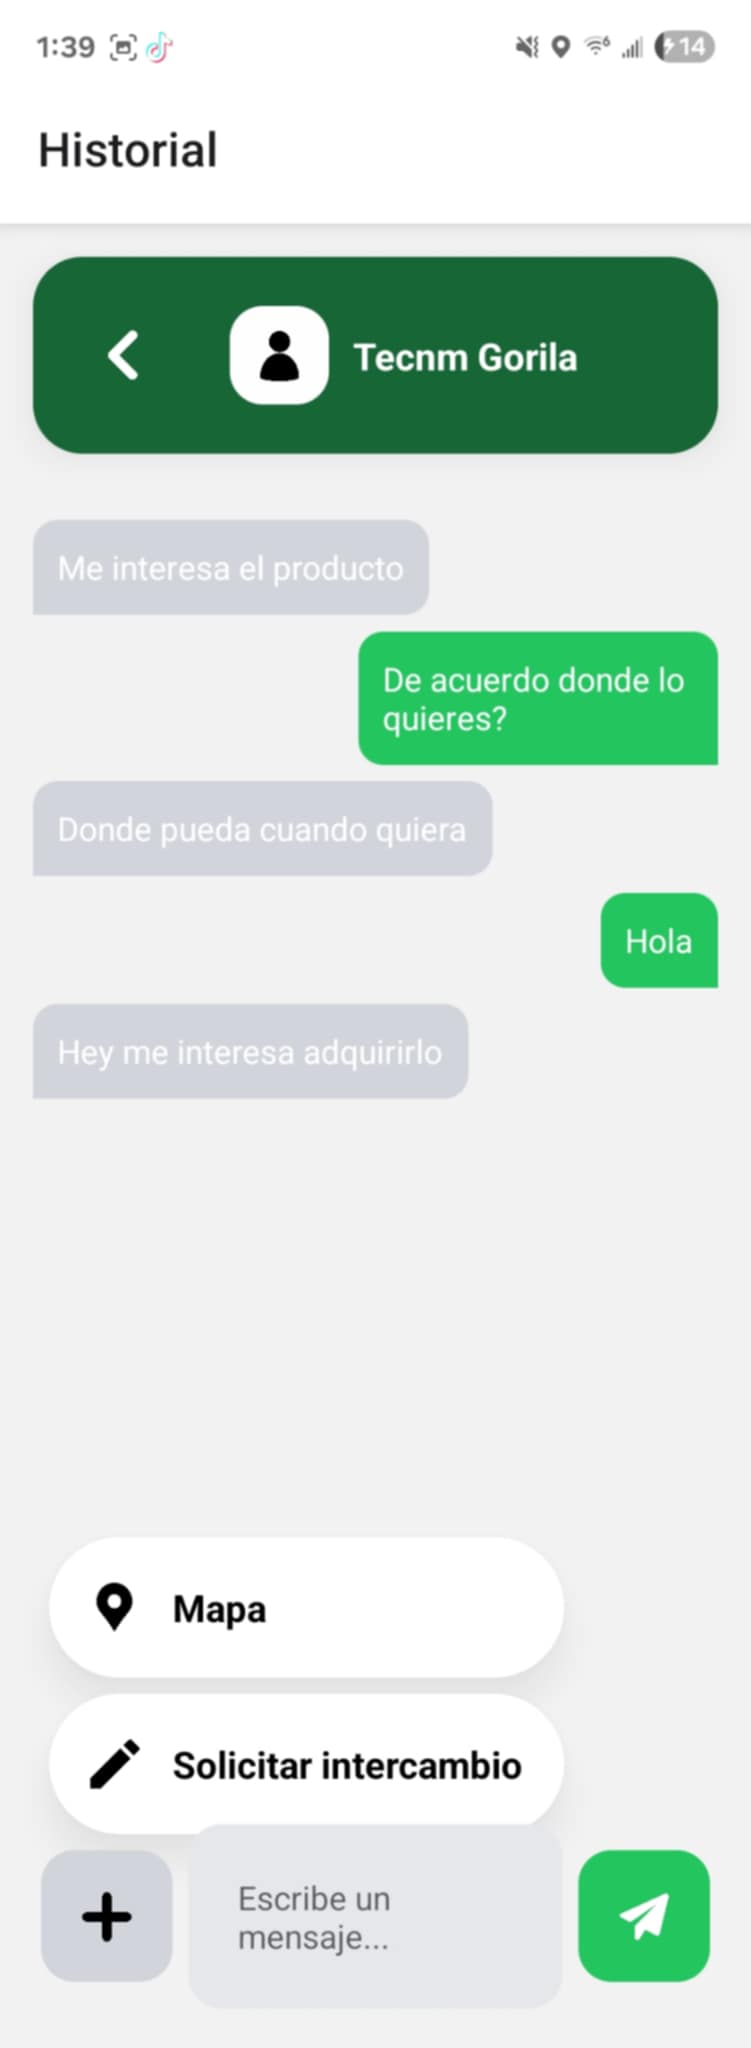 1:39
6
14
Historial
Tecnm Gorila
Me interesa el producto
De acuerdo donde lo
quieres?
Donde pueda cuando quiera
Hola
Hey me interesa adquirirlo
Mapa
Solicitar intercambio
Escribe un
mensaje...